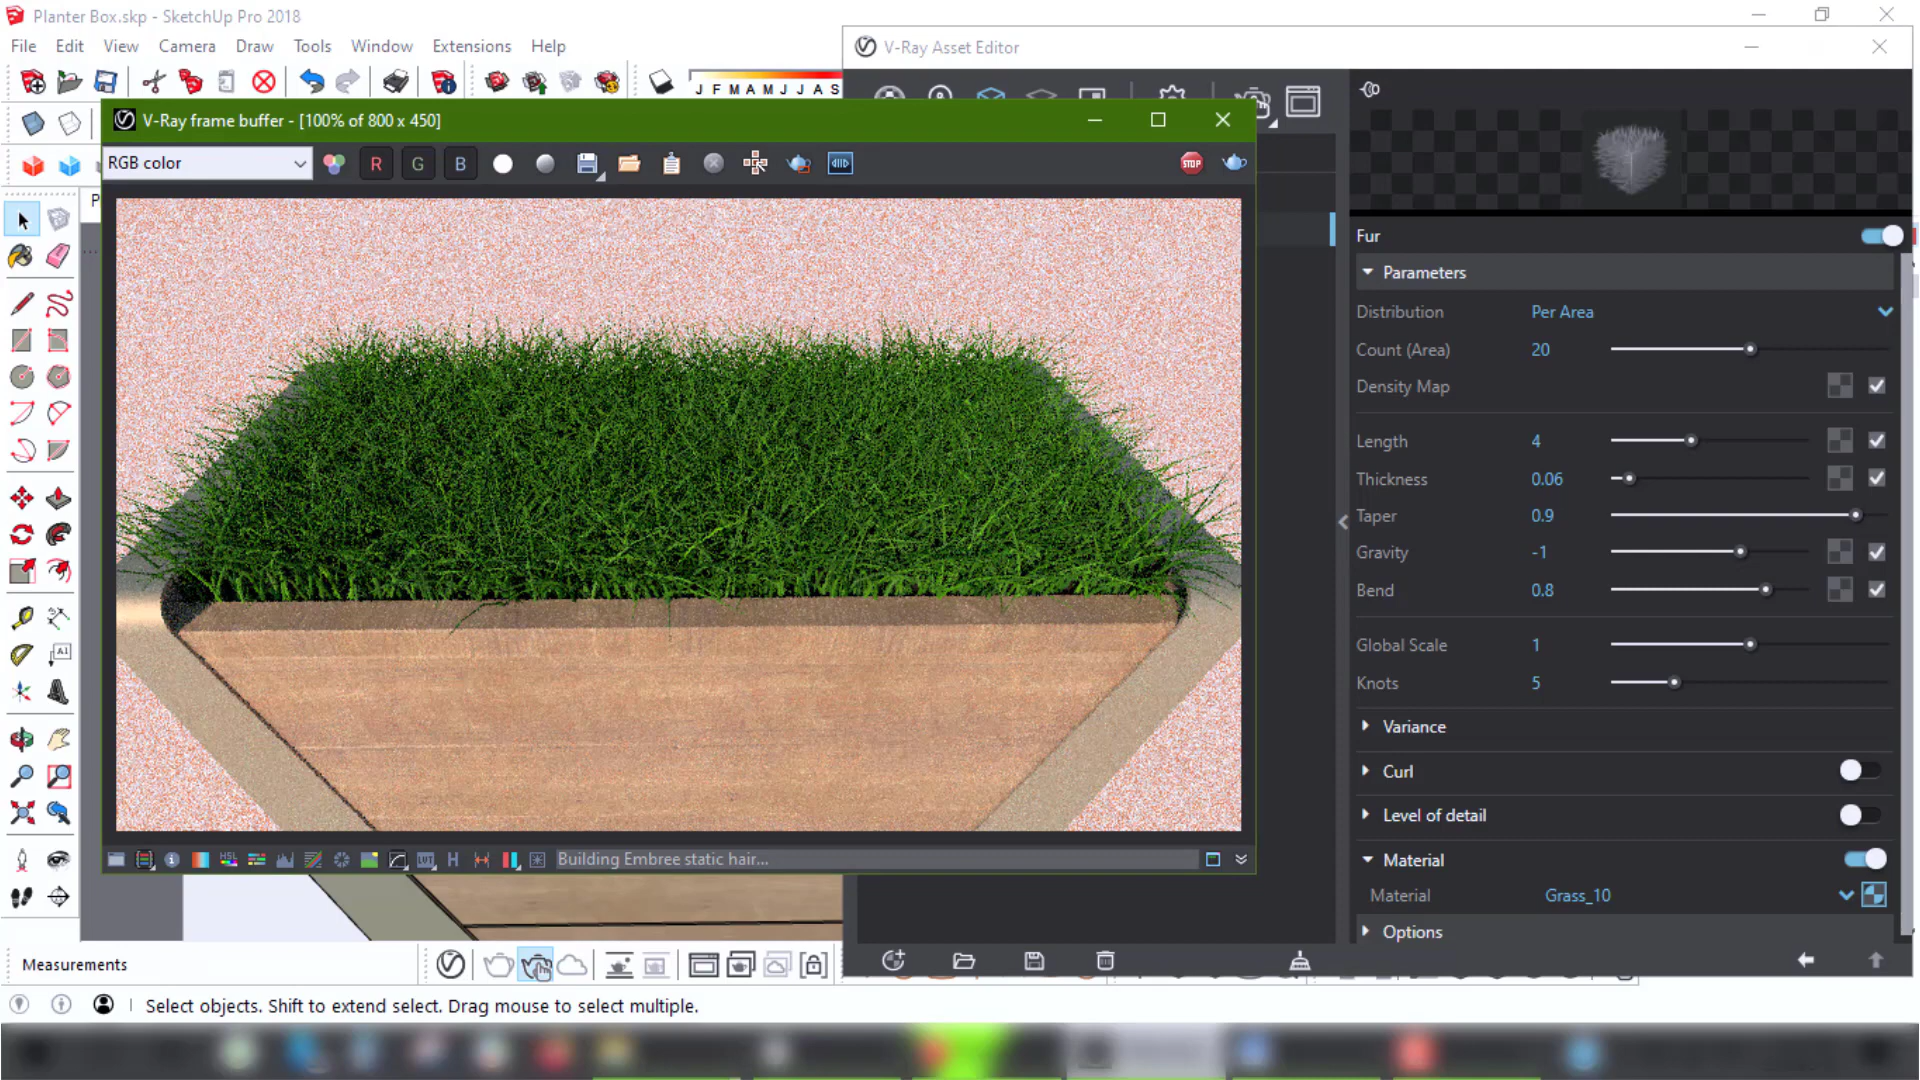 Planter Box.skp - SketchUp Pro 2018
File Edit View Camera Draw Tools Window Extensions Help
V-Ray Asset Editor
J F M A M J J A S
V-Ray frame buffer - [100% of 800 x 450]
RGB color
R G B
STOP
P
Fur
Parameters
Distribution Per Area
Count (Area) 20
Density Map
Length 4
Thickness 0.06
Taper 0.9
Gravity -1
Bend 0.8
Global Scale 1
Knots 5
Variance
Curl
Level of detail
Material
Material Grass_10
Options
A1
HSL LUT H Building Embree static hair...
Measurements
Select objects. Shift to extend select. Drag mouse to select multiple.